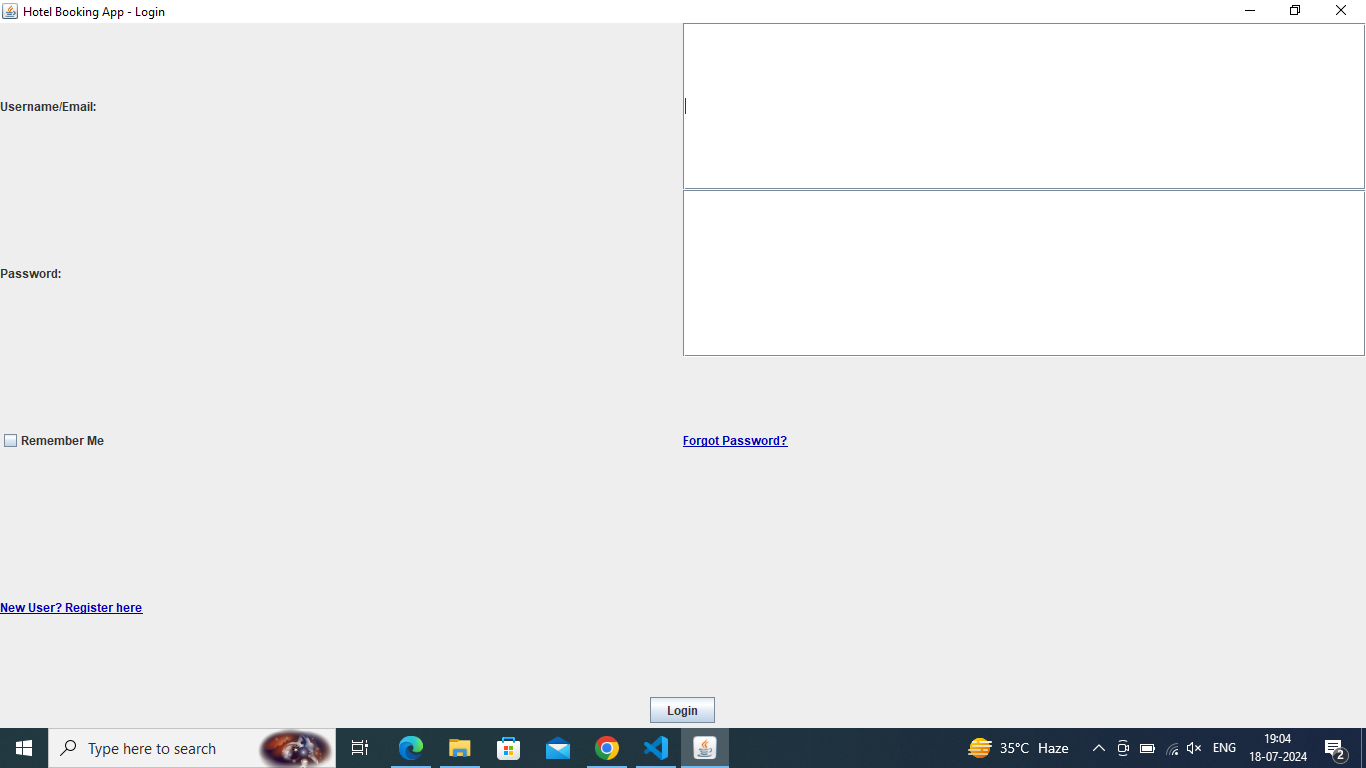 Hotel Booking App - Login
Username/Email:
Password:
Remember Me
Forgot Password?
New User? Register here
Login
Type here to search
35°C Haze
ENG
19:04
18-07-2024
2